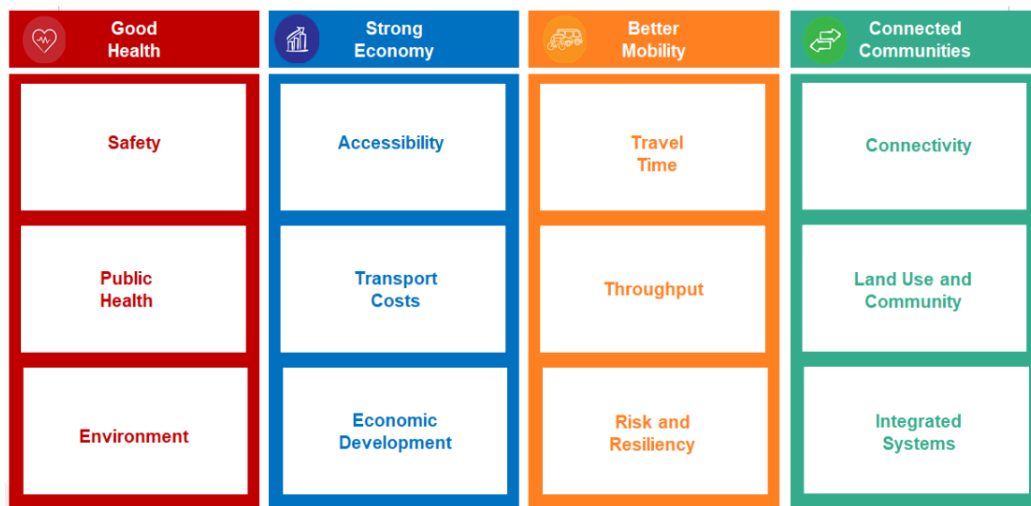 Good
Health
Strong
Economy
Better
Mobility
Connected
Communities
Safety
Accessibility
Travel
Time
Connectivity
Public
Health
Transport
Costs
Throughput
Land Use and
Community
Environment
Economic
Development
Risk and
Resiliency
Integrated
Systems